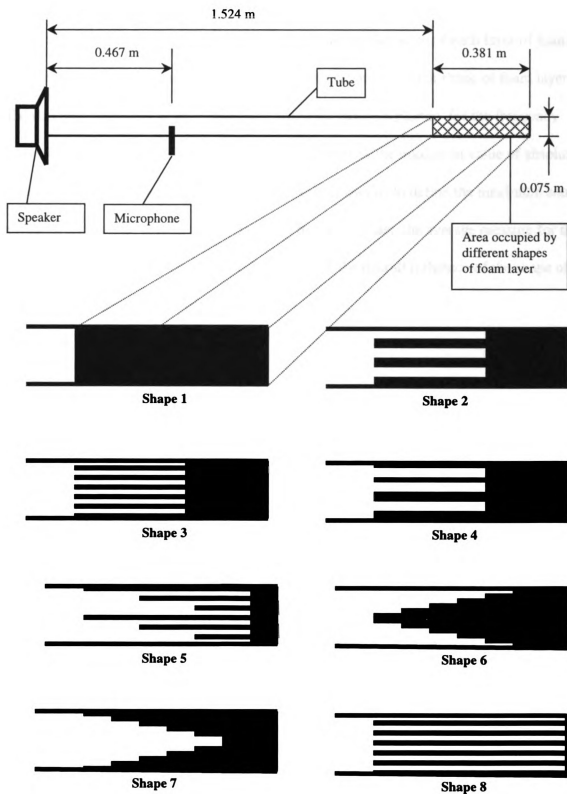 1.524 m
0.467 m
0.381 m
Tube
0.075 m
Speaker
Microphone
Area occupied by
different shapes
of foam layer
Shape 1
Shape 2
Shape 3
Shape 4
Shape 5
Shape 6
Shape 7
Shape 8